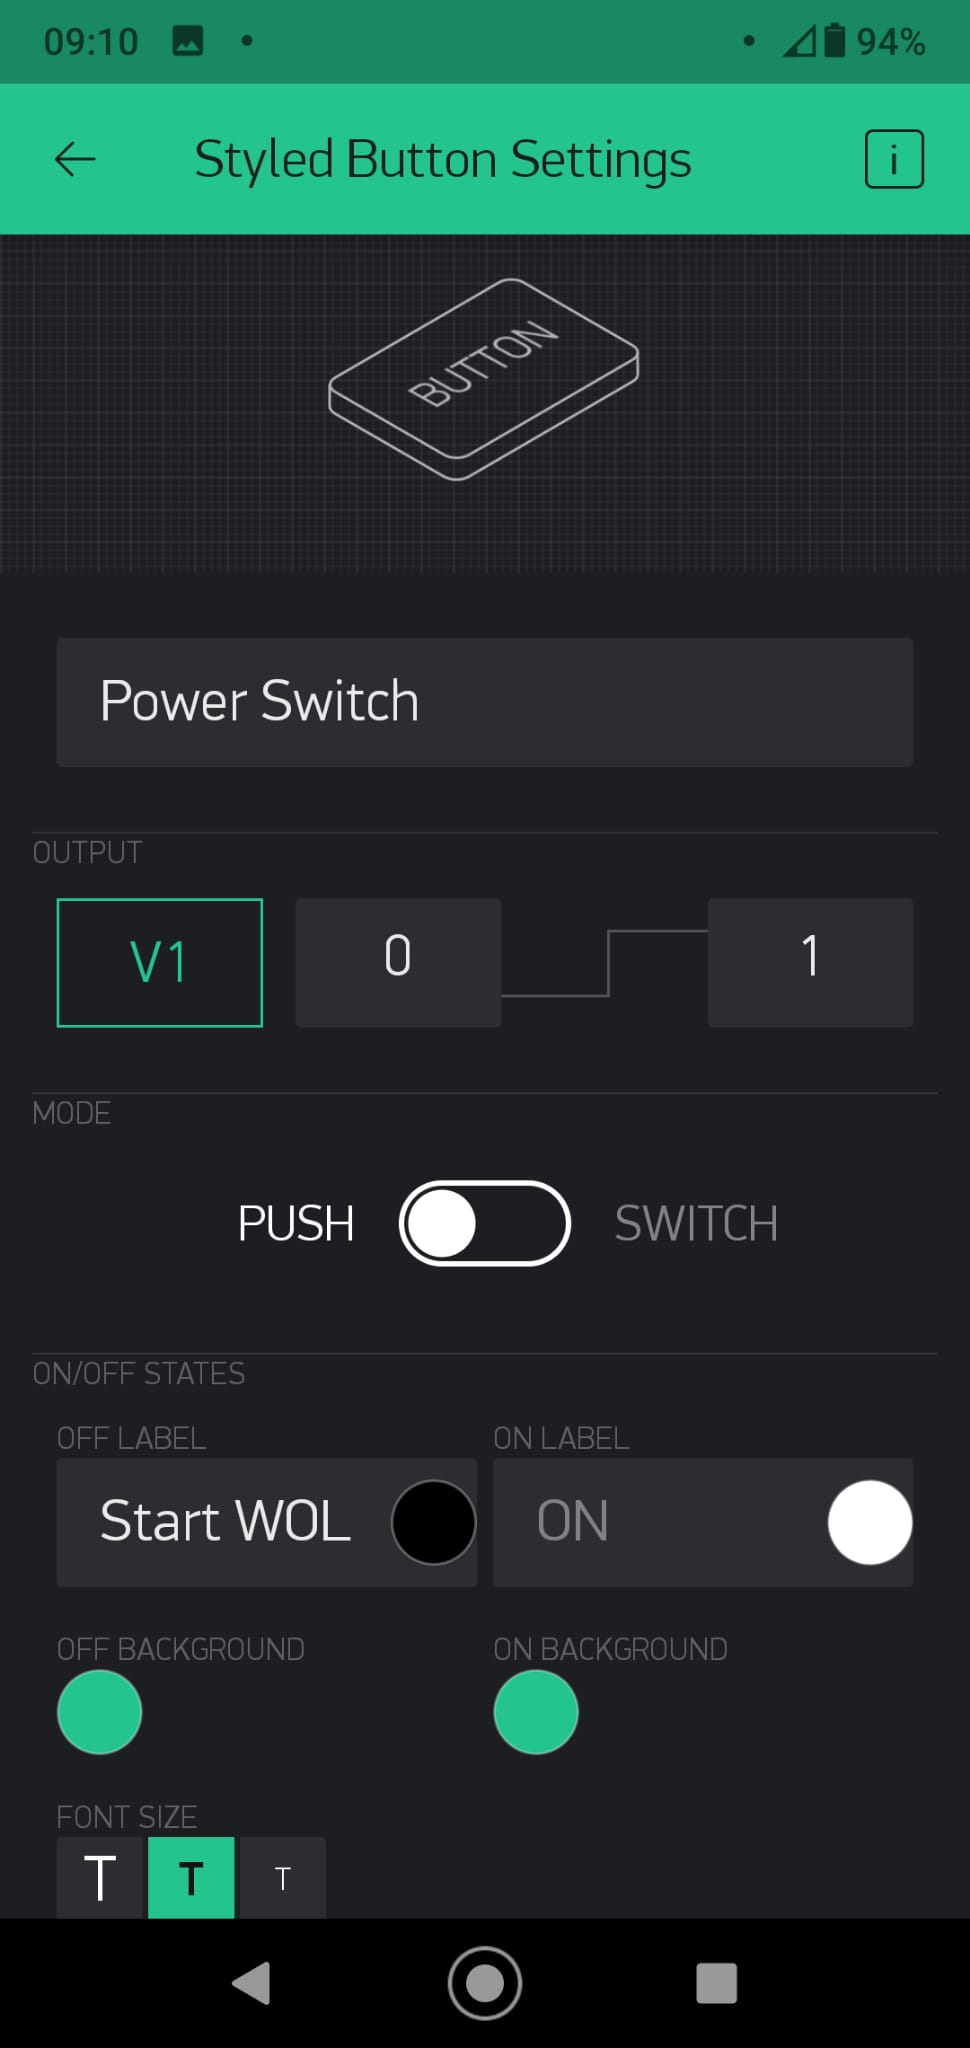 09:10 94%
Styled Button Settings i
BUTTON
Power Switch
OUTPUT
V1 0 1
MODE
PUSH SWITCH
ON/OFF STATES
OFF LABEL ON LABEL
Start WOL ON
OFF BACKGROUND ON BACKGROUND
FONT SIZE
T T T